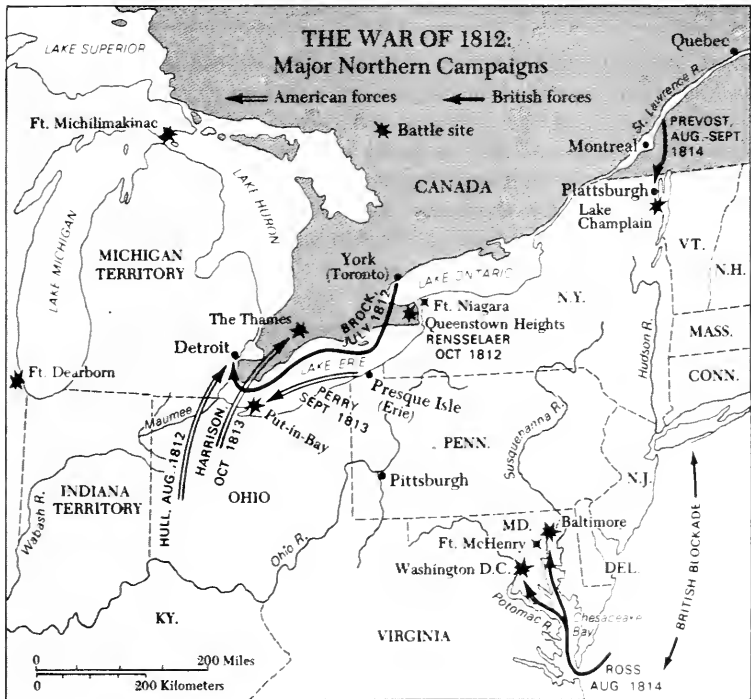 THE WAR OF 1812:
Major Northern Campaigns
American forces
British forces
Battle site
LAKE SUPERIOR
Quebec
St. Lawrence R.
Ft. Michilimakinac
PREVOST,
AUG.-SEPT.
1814
Montreal
CANADA
Plattsburgh
Lake
Champlain
LAKE HURON
LAKE MICHIGAN
MICHIGAN
TERRITORY
VT.
N.H.
York
(Toronto)
LAKE ONTARIO
N.Y.
Ft. Niagara
Queenstown Heights
RENSSELAER
OCT 1812
BROCK,
JULY 1812
The Thames
Detroit
Hudson R.
MASS.
CONN.
Ft. Dearborn
LAKE ERIE
PERRY
SEPT 1813
Presque Isle
(Erie)
Maumee
Put-in-Bay
HARRISON
OCT 1813
HULL, AUG. 1812
PENN.
Susquehanna R.
N.J.
Pittsburgh
INDIANA
TERRITORY
Wabash R.
OHIO
Ohio R.
MD.
Baltimore
Ft. McHenry
Washington D.C.
DEL.
BRITISH BLOCKADE
Potomac R.
Chesapeake
Bay
KY.
VIRGINIA
ROSS
AUG 1814
0
200 Miles
0
200 Kilometers